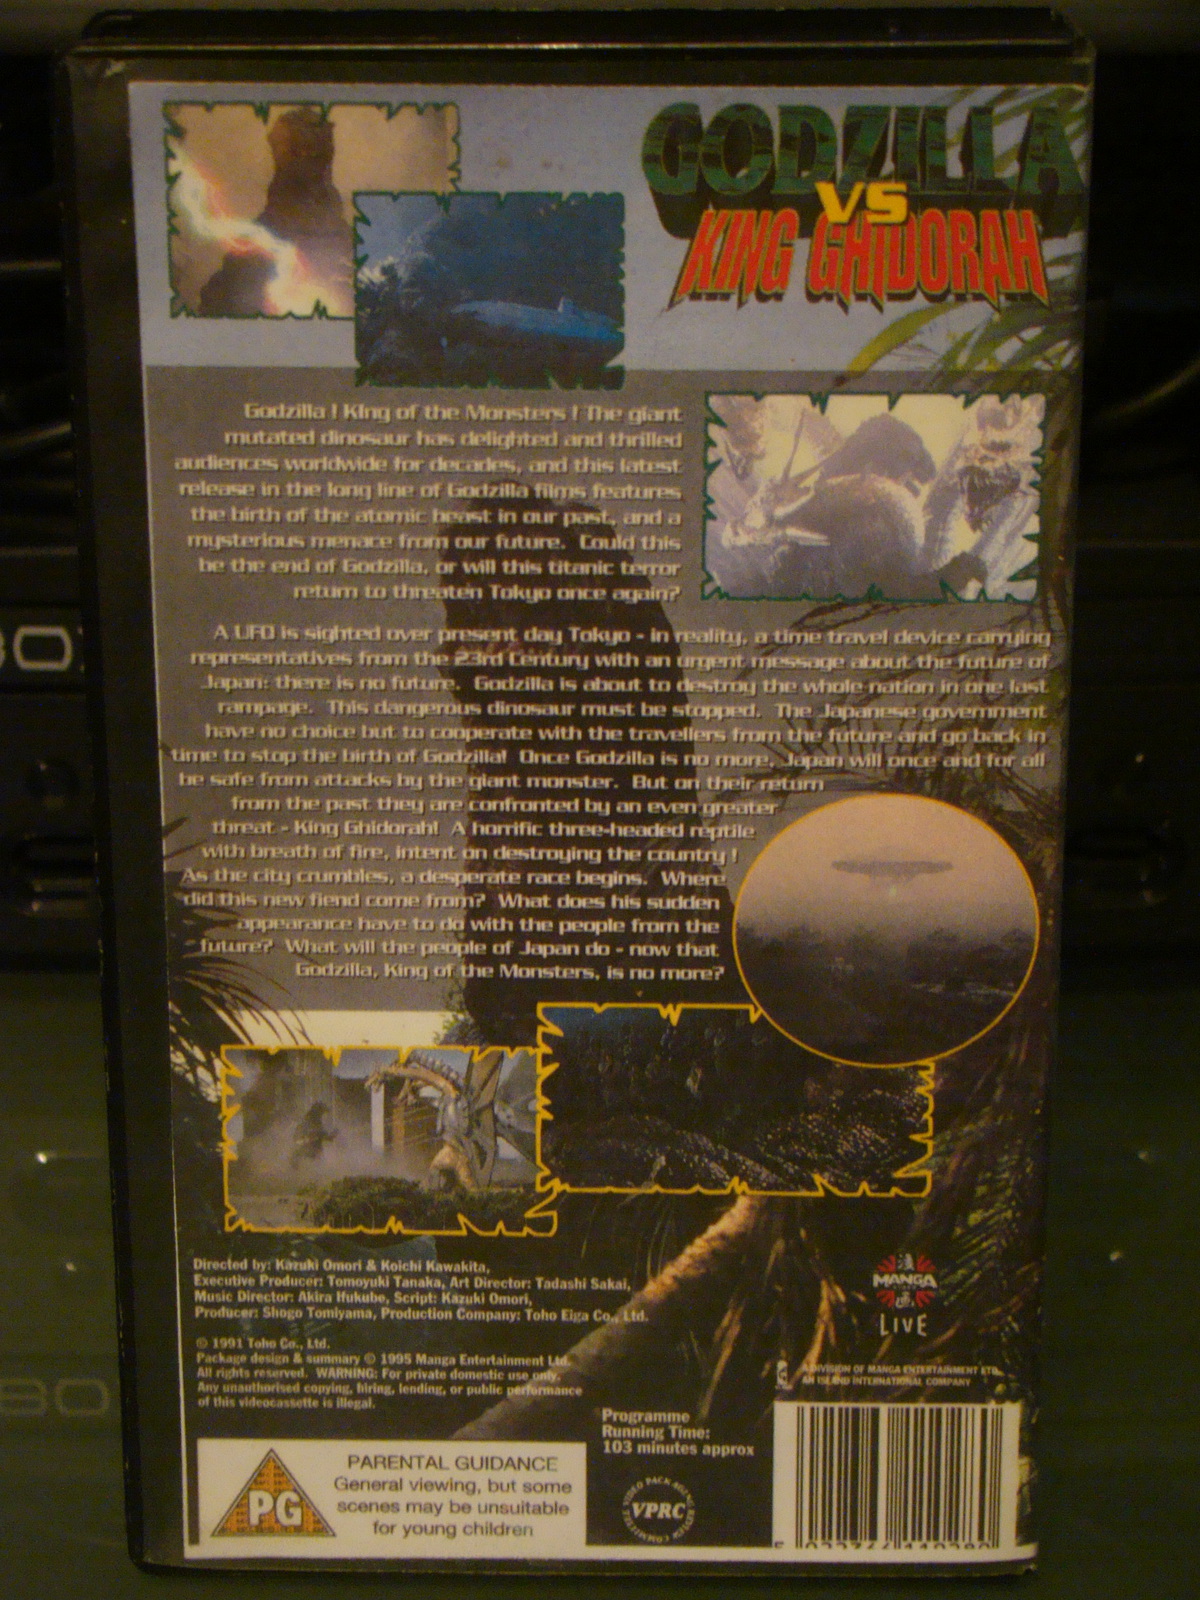 GODZILLA
VS
KING GHIDORAH
Godzilla ! King of the Monsters ! The giant
mutated dinosaur has delighted and thrilled
audiences worldwide for decades, and this latest
release in the long line of Godzilla films features
the birth of the atomic beast in our past, and a
mysterious menace from our future. Could this
be the end of Godzilla, or will this titanic terror
return to threaten Tokyo once again?
A UFO is sighted over present day Tokyo - in reality, a time travel device carrying
representatives from the 23rd Century with an urgent message about the future of
Japan: there is no future. Godzilla is about to destroy the whole nation in one last
rampage. This dangerous dinosaur must be stopped. The Japanese government
have no choice but to cooperate with the travellers from the future and go back in
time to stop the birth of Godzilla! Once Godzilla is no more, Japan will once and for all
be safe from attacks by the giant monster. But on their return
from the past they are confronted by an even greater
threat - King Ghidorah! A horrific three-headed reptile
with breath of fire, intent on destroying the country !
As the city crumbles, a desperate race begins. Where
did this new fiend come from? What does his sudden
appearance have to do with the people from the
future? What will the people of Japan do - now that
Godzilla, King of the Monsters, is no more?
Directed by: Kazuki Omori & Koichi Kawakita,
Executive Producer: Tomoyuki Tanaka, Art Director: Tadashi Sakai,
Music Director: Akira Ifukube, Script: Kazuki Omori,
Producer: Shogo Tomiyama, Production Company: Toho Eiga Co., Ltd.
© 1991 Toho Co., Ltd.
Package design & summary © 1995 Manga Entertainment Ltd.
All rights reserved. WARNING: For private domestic use only.
Any unauthorised copying, hiring, lending, or public performance
of this videocassette is illegal.
MANGA
LIVE
A DIVISION OF MANGA ENTERTAINMENT LTD.
AN ISLAND INTERNATIONAL COMPANY
Programme
Running Time:
103 minutes approx
PG
PARENTAL GUIDANCE
General viewing, but some
scenes may be unsuitable
for young children
VIDEO PACKAGING REVIEW COMMITTEE
VPRC